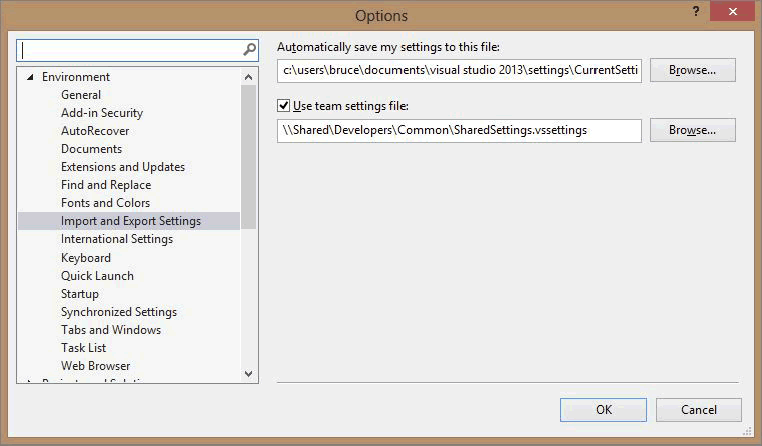 Options
?
Automatically save my settings to this file:
c:\users\bruce\documents\visual studio 2013\settings\CurrentSetti
Browse...
Use team settings file:
\\Shared\Developers\Common\SharedSettings.vssettings
Browse...
Environment
General
Add-in Security
AutoRecover
Documents
Extensions and Updates
Find and Replace
Fonts and Colors
Import and Export Settings
International Settings
Keyboard
Quick Launch
Startup
Synchronized Settings
Tabs and Windows
Task List
Web Browser
OK
Cancel